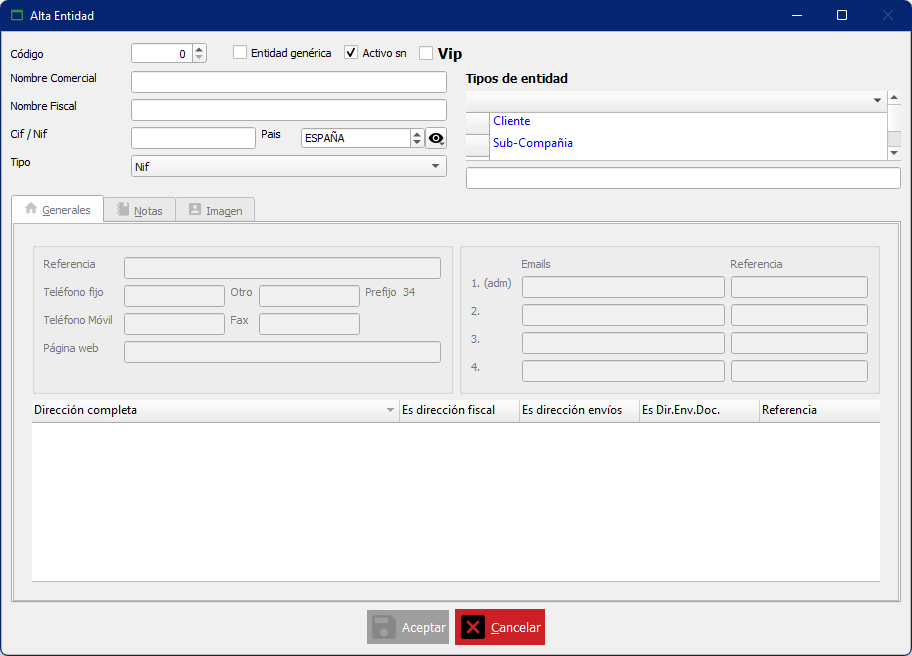 Alta Entidad
Código 0 Entidad genérica Activo sn Vip
Nombre Comercial
Nombre Fiscal
Cif / Nif Pais ESPAÑA
Tipo Nif
Tipos de entidad
Cliente
Sub-Compañia
Generales Notas Imagen
Referencia
Teléfono fijo Otro Prefijo 34
Teléfono Móvil Fax
Página web
Emails Referencia
1. (adm)
2.
3.
4.
Dirección completa Es dirección fiscal Es dirección envíos Es Dir.Env.Doc. Referencia
Aceptar Cancelar